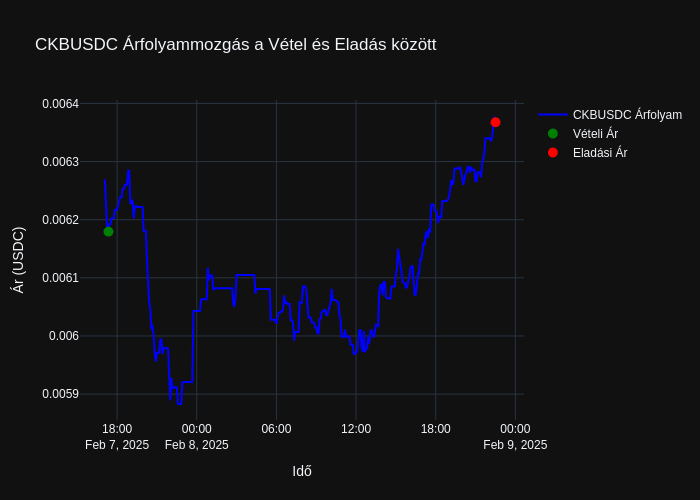 CKBUSDC Árfolyammozgás a Vétel és Eladás között
CKBUSDC Árfolyam
Vételi Ár
Eladási Ár
Ár (USDC)
0.0064
0.0063
0.0062
0.0061
0.006
0.0059
18:00 00:00 06:00 12:00 18:00 00:00
Feb 7, 2025 Feb 8, 2025 Feb 9, 2025
Idő